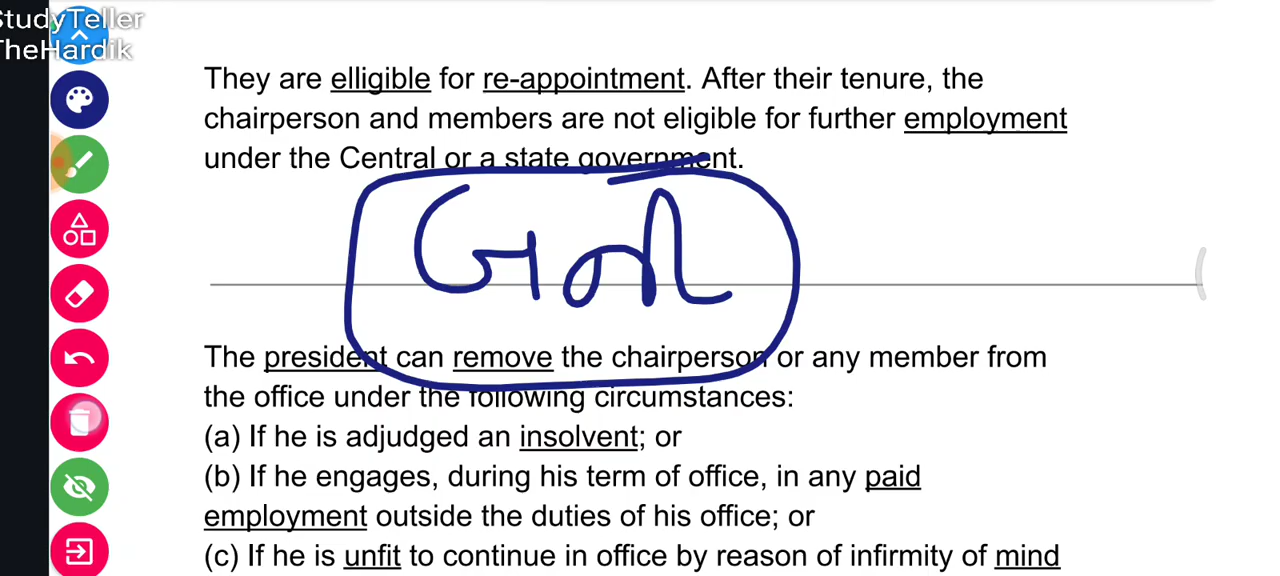 StudyTeller
TheHardik
They are elligible for re-appointment. After their tenure, the
chairperson and members are not eligible for further employment
under the Central or a state government.
The president can remove the chairperson or any member from
the office under the following circumstances:
(a) If he is adjudged an insolvent; or
(b) If he engages, during his term of office, in any paid
employment outside the duties of his office; or
(c) If he is unfit to continue in office by reason of infirmity of mind